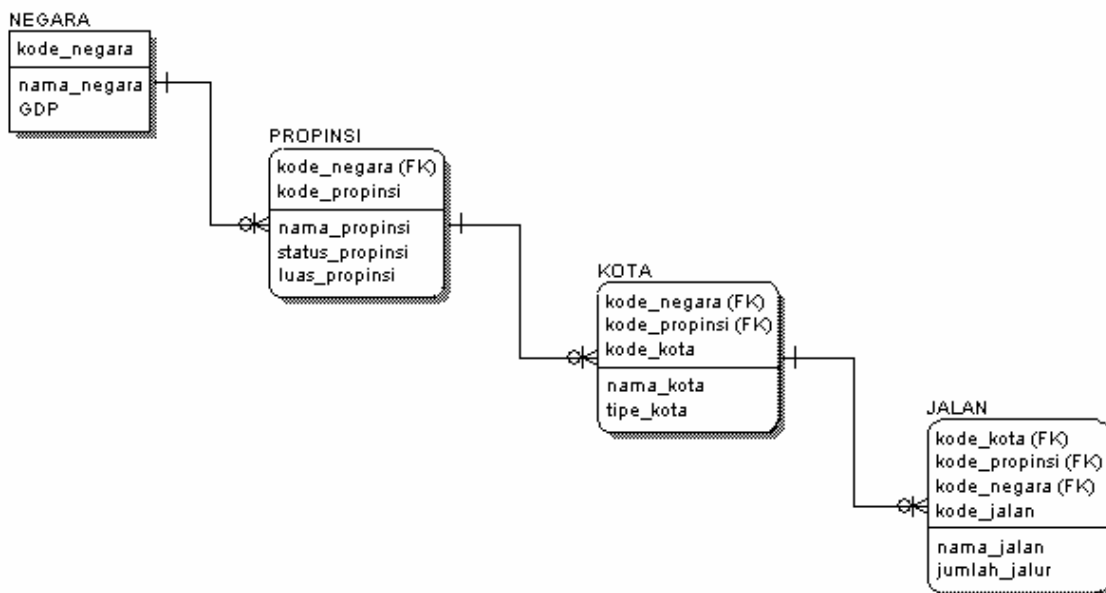 NEGARA
kode_negara
nama_negara
GDP
PROPINSI
kode_negara (FK)
kode_propinsi
nama_propinsi
status_propinsi
luas_propinsi
KOTA
kode_negara (FK)
kode_propinsi (FK)
kode_kota
nama_kota
tipe_kota
JALAN
kode_kota (FK)
kode_propinsi (FK)
kode_negara (FK)
kode_jalan
nama_jalan
jumlah_jalur